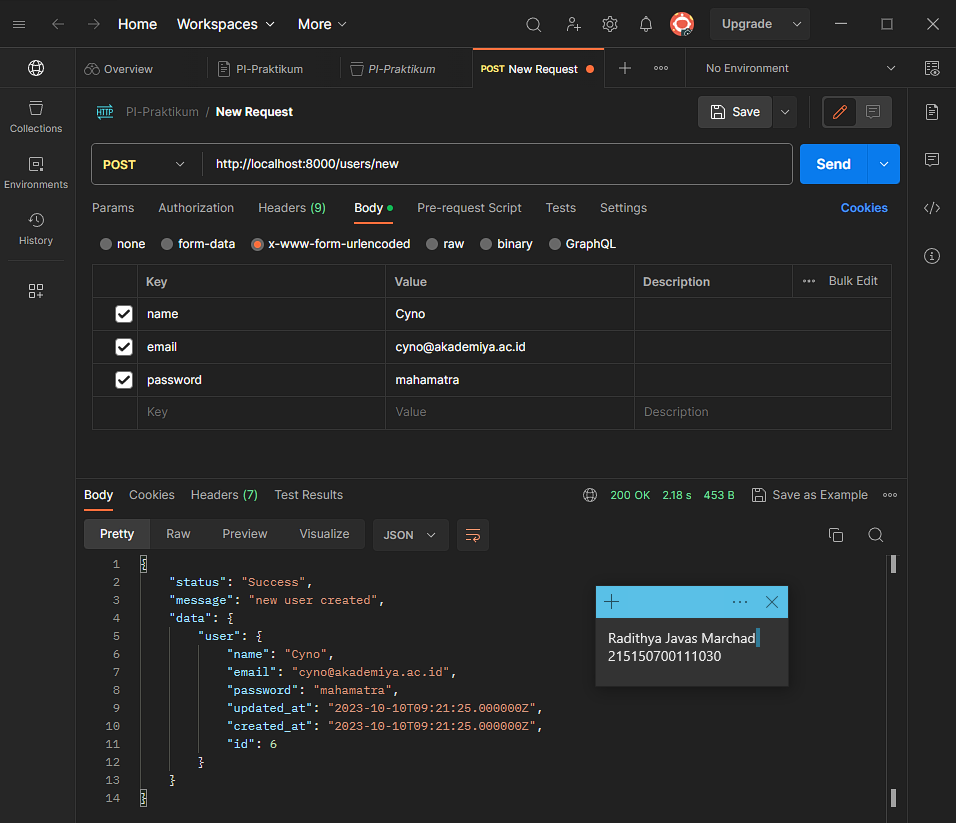 Home Workspaces More Upgrade
Overview PI-Praktikum PI-Praktikum POST New Request No Environment
HTTP PI-Praktikum / New Request Save
Collections
Environments
History
POST http://localhost:8000/users/new Send
Params Authorization Headers (9) Body Pre-request Script Tests Settings Cookies
none form-data x-www-form-urlencoded raw binary GraphQL
Key Value Description Bulk Edit
name Cyno
email cyno@akademiya.ac.id
password mahamatra
Key Value Description
Body Cookies Headers (7) Test Results 200 OK 2.18 s 453 B Save as Example
Pretty Raw Preview Visualize JSON
1 {
2 "status": "Success",
3 "message": "new user created",
4 "data": {
5 "user": {
6 "name": "Cyno",
7 "email": "cyno@akademiya.ac.id",
8 "password": "mahamatra",
9 "updated_at": "2023-10-10T09:21:25.000000Z",
10 "created_at": "2023-10-10T09:21:25.000000Z",
11 "id": 6
12 }
13 }
14 }
Radithya Javas Marchad
215150700111030